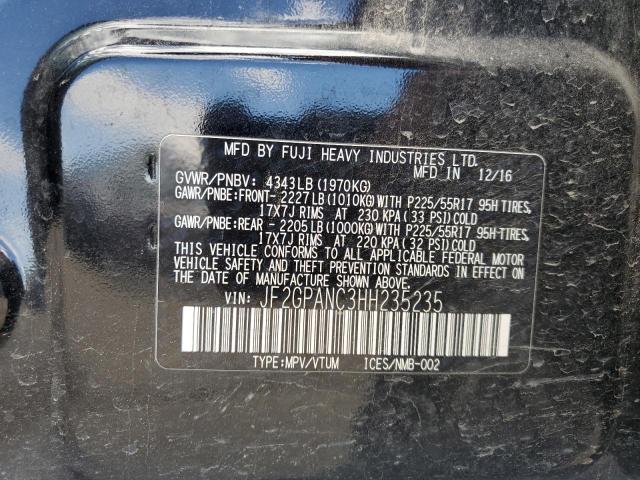 MFD BY FUJI HEAVY INDUSTRIES LTD.
MFD IN 12/16
GVWR/PNBV: 4343LB (1970KG)
GAWR/PNBE:FRONT- 2227LB (1010KG) WITH P225/55R17 95H TIRES,
17X7J RIMS AT 230 KPA (33 PSI) COLD
GAWR/PNBE:REAR - 2205LB (1000KG) WITH P225/55R17 95H TIRES,
17X7J RIMS AT 220 KPA (32 PSI) COLD
THIS VEHICLE CONFORMS TO ALL APPLICABLE FEDERAL MOTOR
VEHICLE SAFETY AND THEFT PREVENTION STANDARDS IN EFFECT ON
THE DATE OF MANUFACTURE SHOWN ABOVE.
VIN: JF2GPANC3HH235235
TYPE:MPV/VTUM ICES/NMB-002